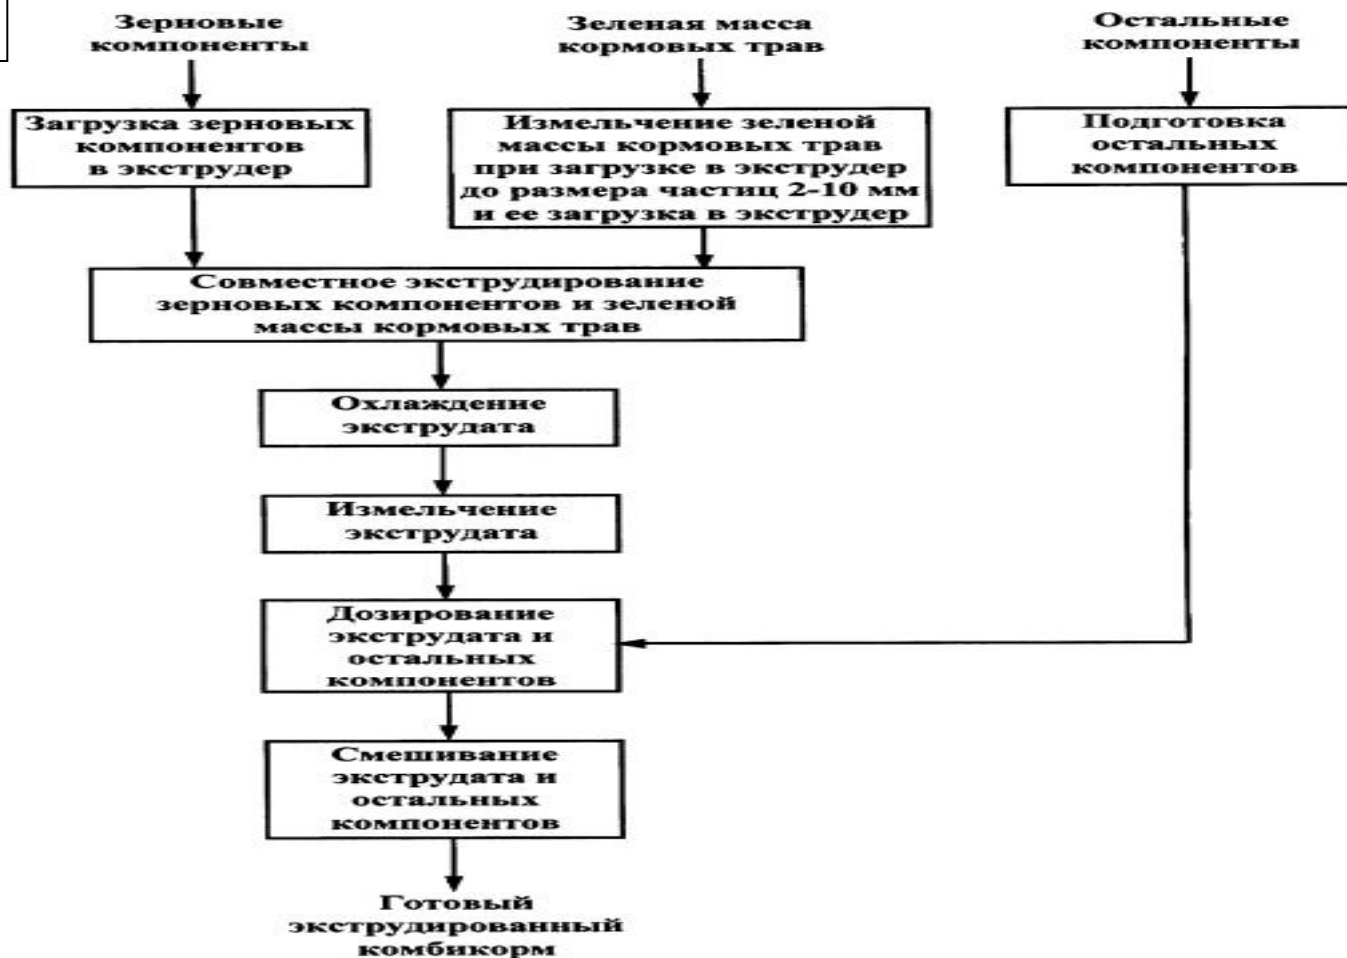 Зерновые
компоненты
Зеленая масса
кормовых трав
Остальные
компоненты
Загрузка зерновых
компонентов
в экструдер
Измельчение зеленой
массы кормовых трав
при загрузке в экструдер
до размера частиц 2-10 мм
и ее загрузка в экструдер
Подготовка
остальных
компонентов
Совместное экструдирование
зерновых компонентов и зеленой
массы кормовых трав
Охлаждение
экструдата
Измельчение
экструдата
Дозирование
экструдата и
остальных
компонентов
Смешивание
экструдата и
остальных
компонентов
Готовый
экструдированный
комбикорм